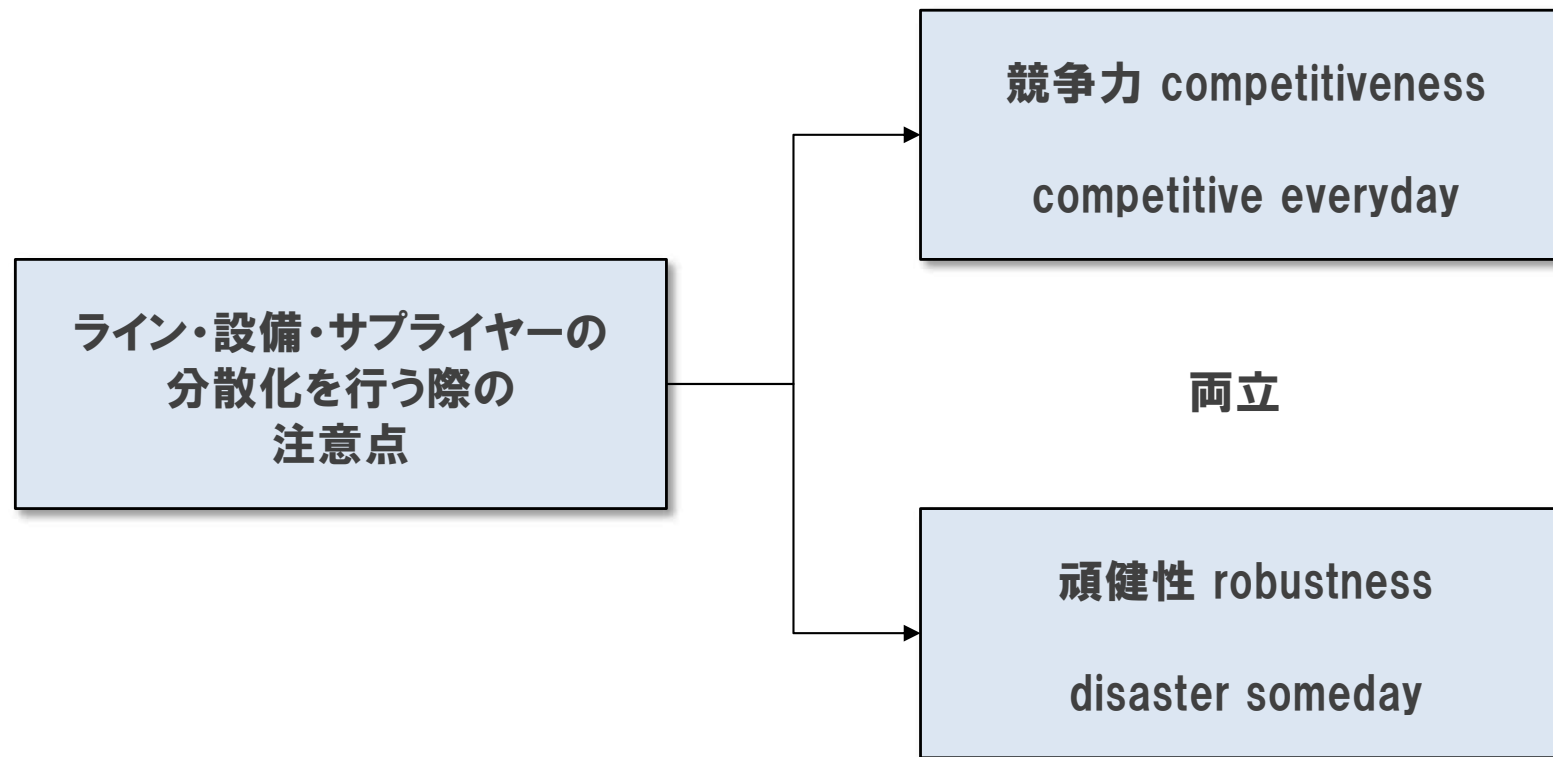 ライン・設備・サプライヤーの
分散化を行う際の
注意点
競争力 competitiveness
competitive everyday
両立
頑健性 robustness
disaster someday